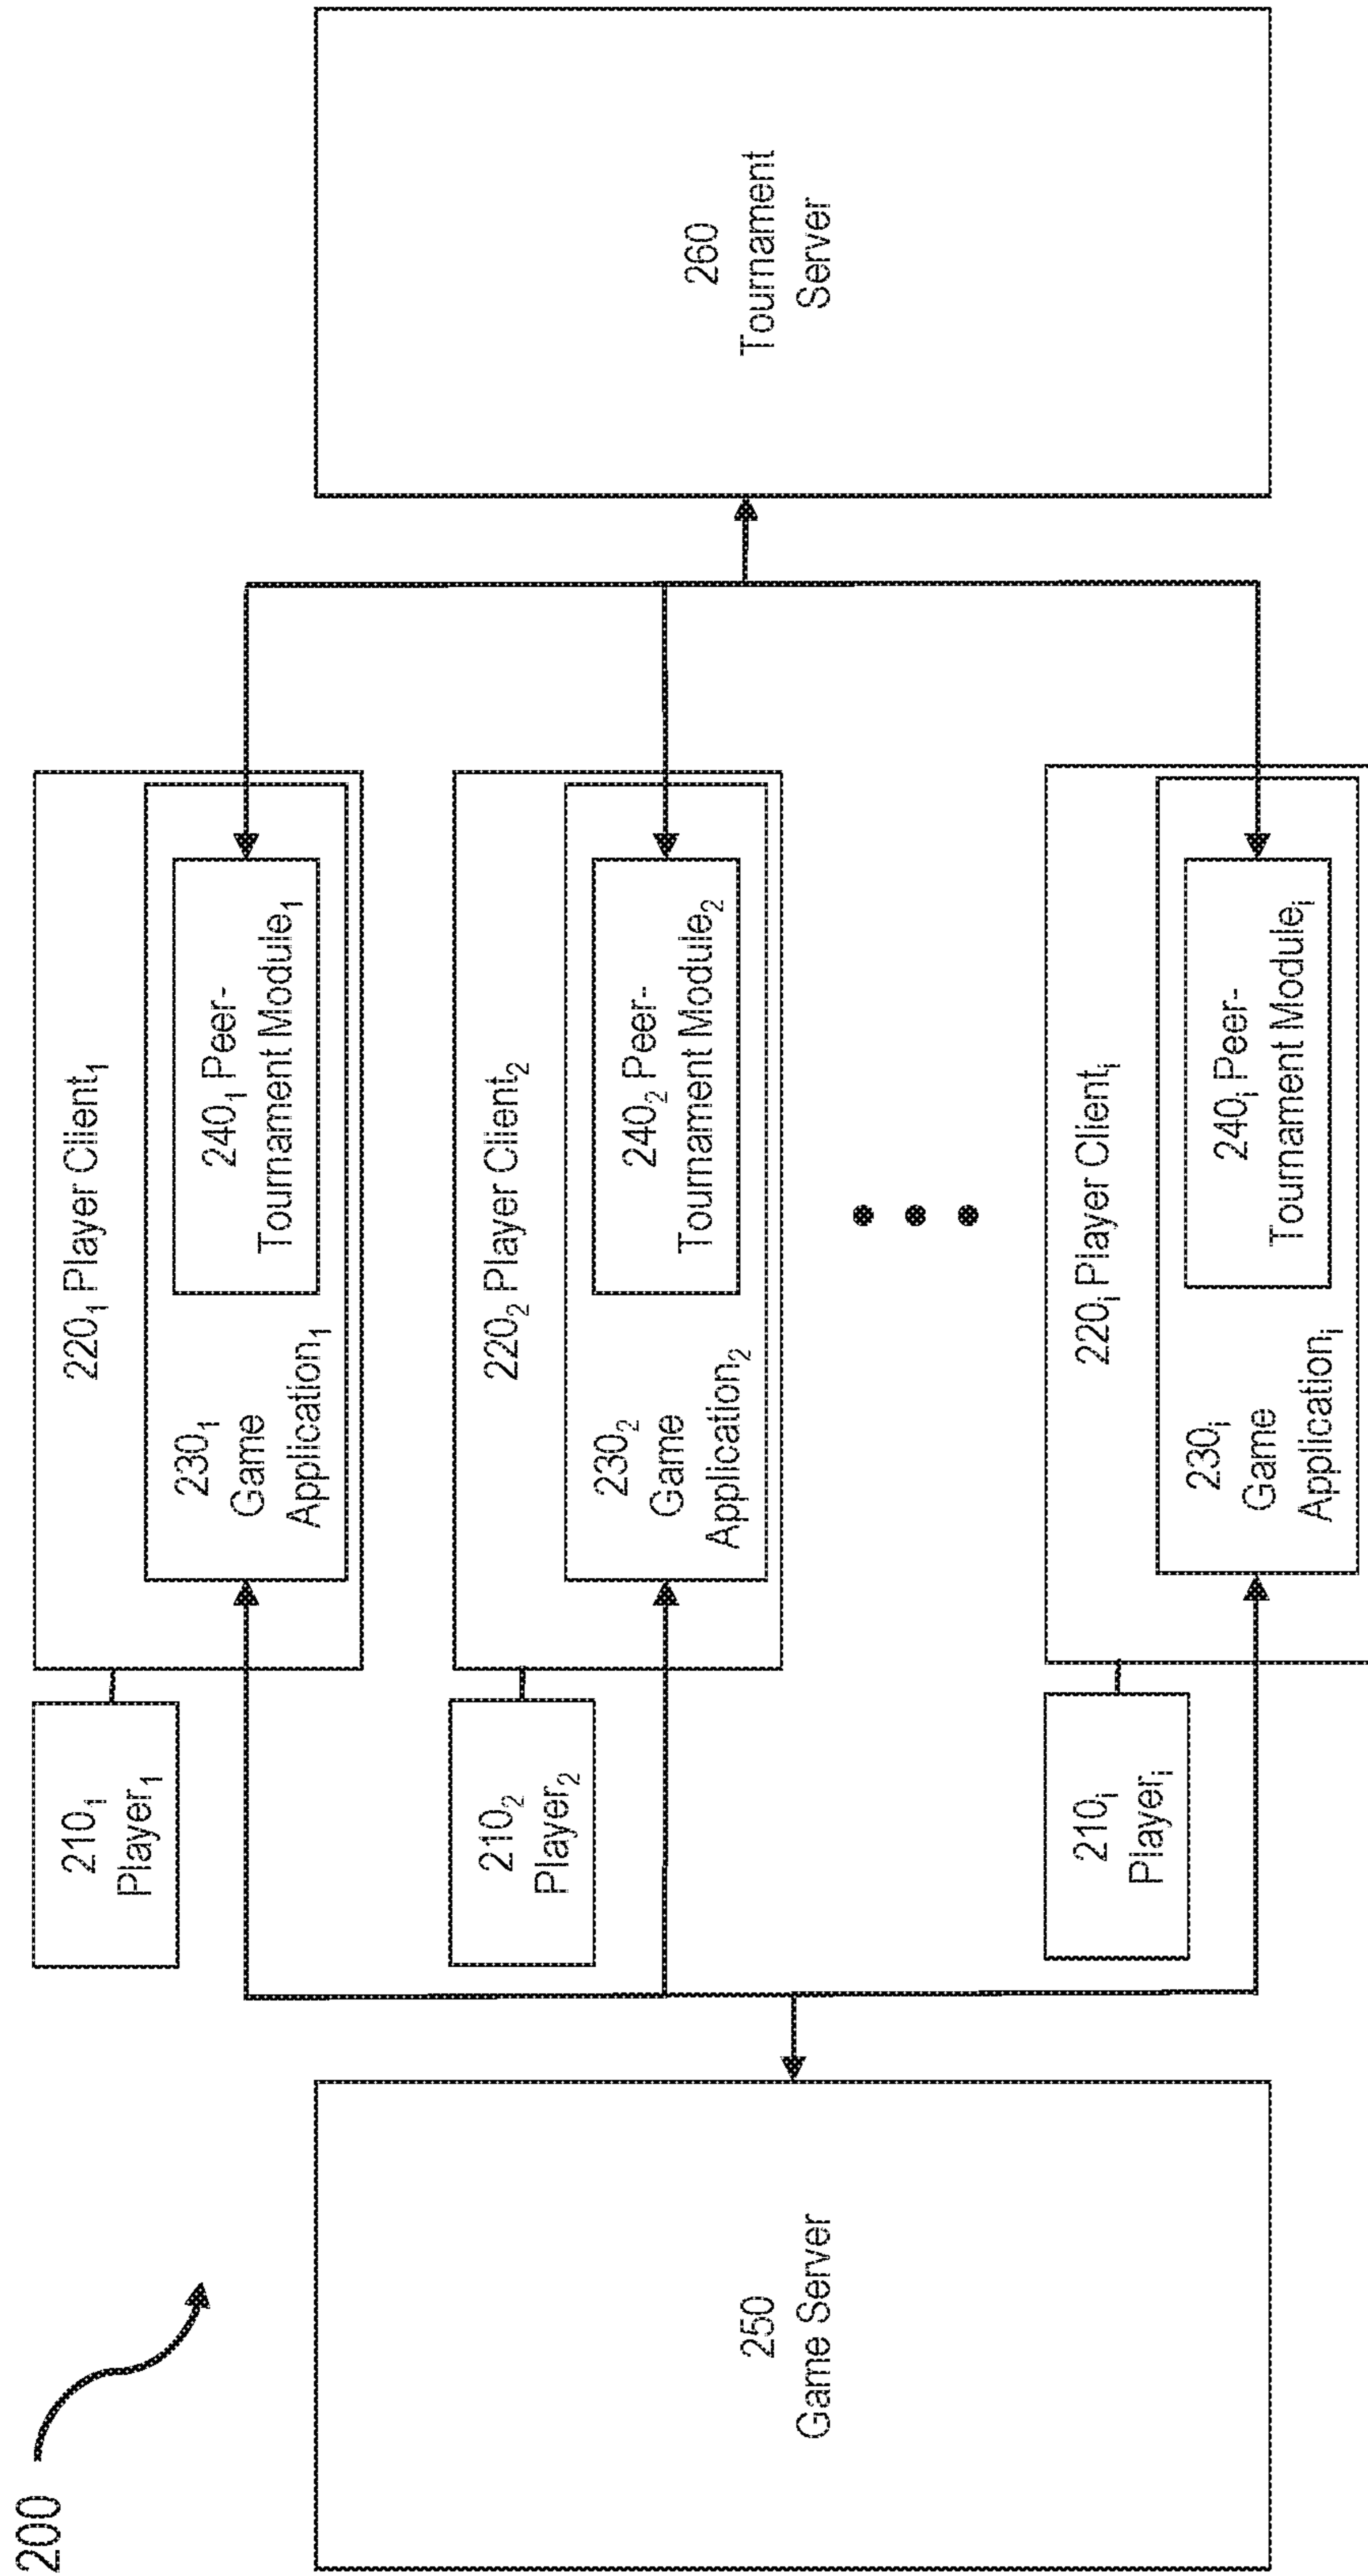 200
210₁
Player₁
220₁ Player Client₁
230₁
Game
Application₁
240₁ Peer-
Tournament Module₁
210₂
Player₂
220₂ Player Client₂
230₂
Game
Application₂
240₂ Peer-
Tournament Module₂
210ᵢ
Playerᵢ
220ᵢ Player Clientᵢ
230ᵢ
Game
Applicationᵢ
240ᵢ Peer-
Tournament Moduleᵢ
250
Game Server
260
Tournament
Server